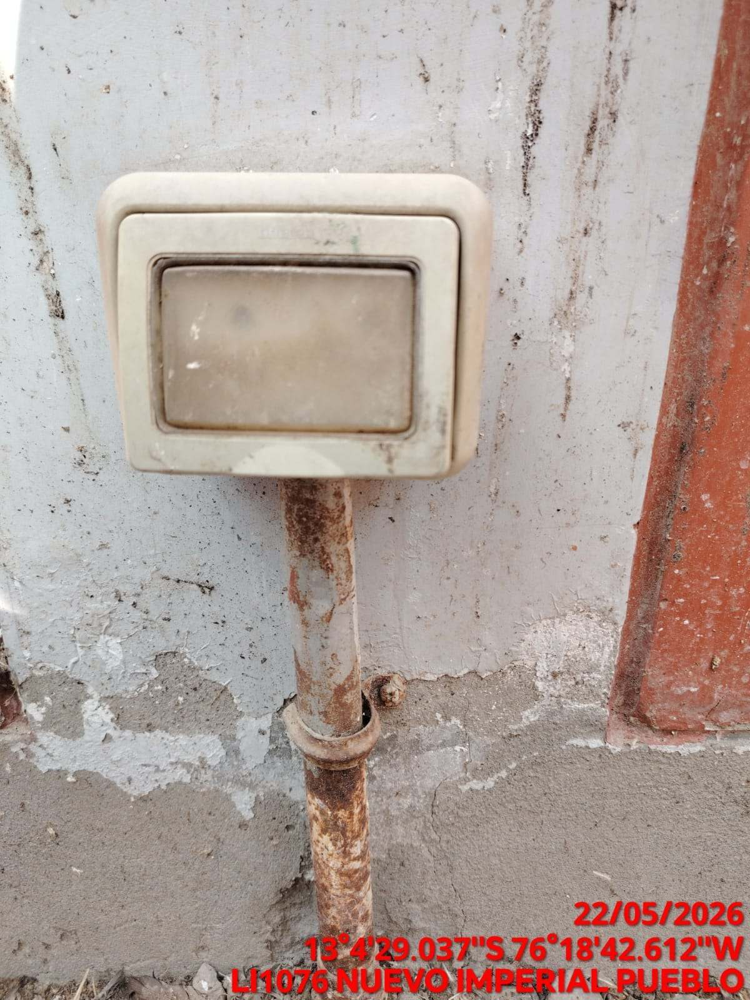 22/05/2026
13°4'29.037"S 76°18'42.612"W
LI1076 NUEVO IMPERIAL PUEBLO